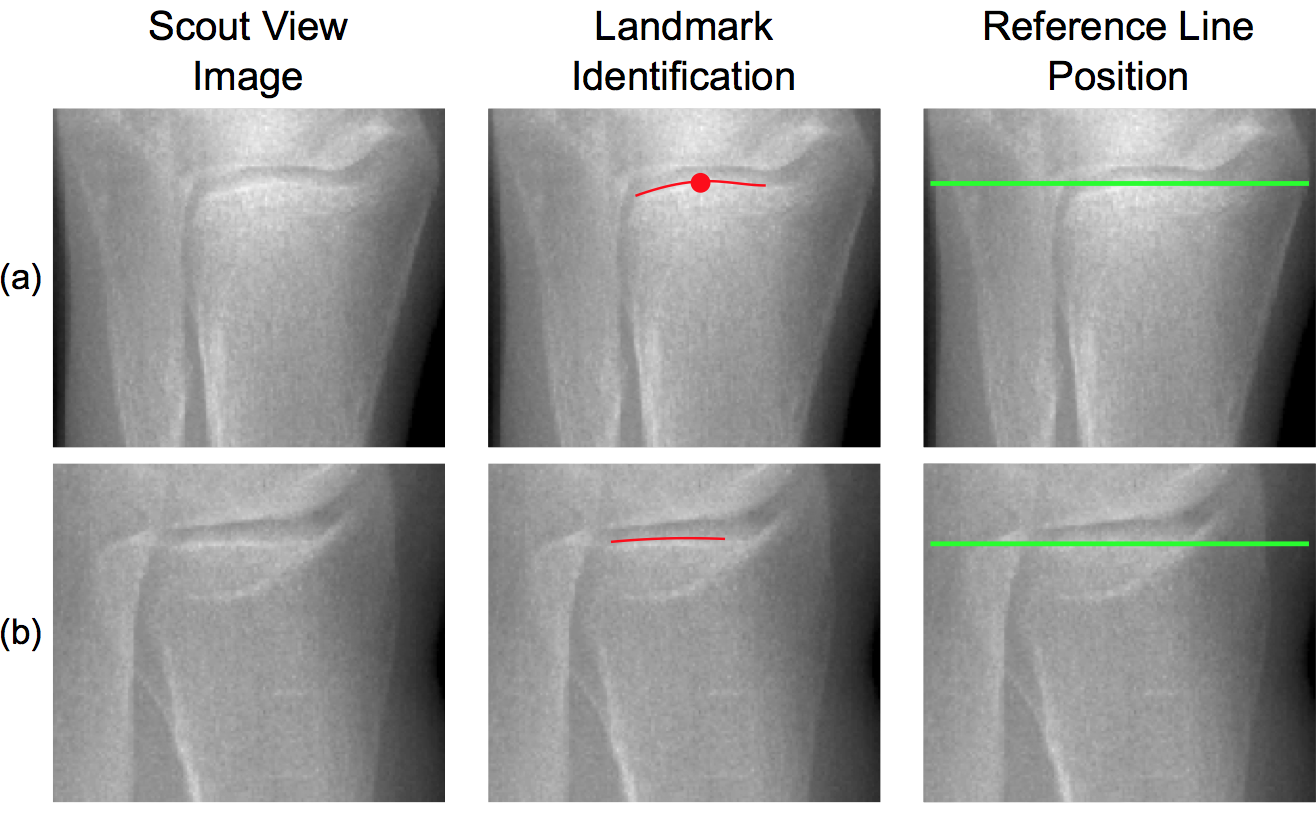 Scout View
Image
Landmark
Identification
Reference Line
Position
(a)
(b)